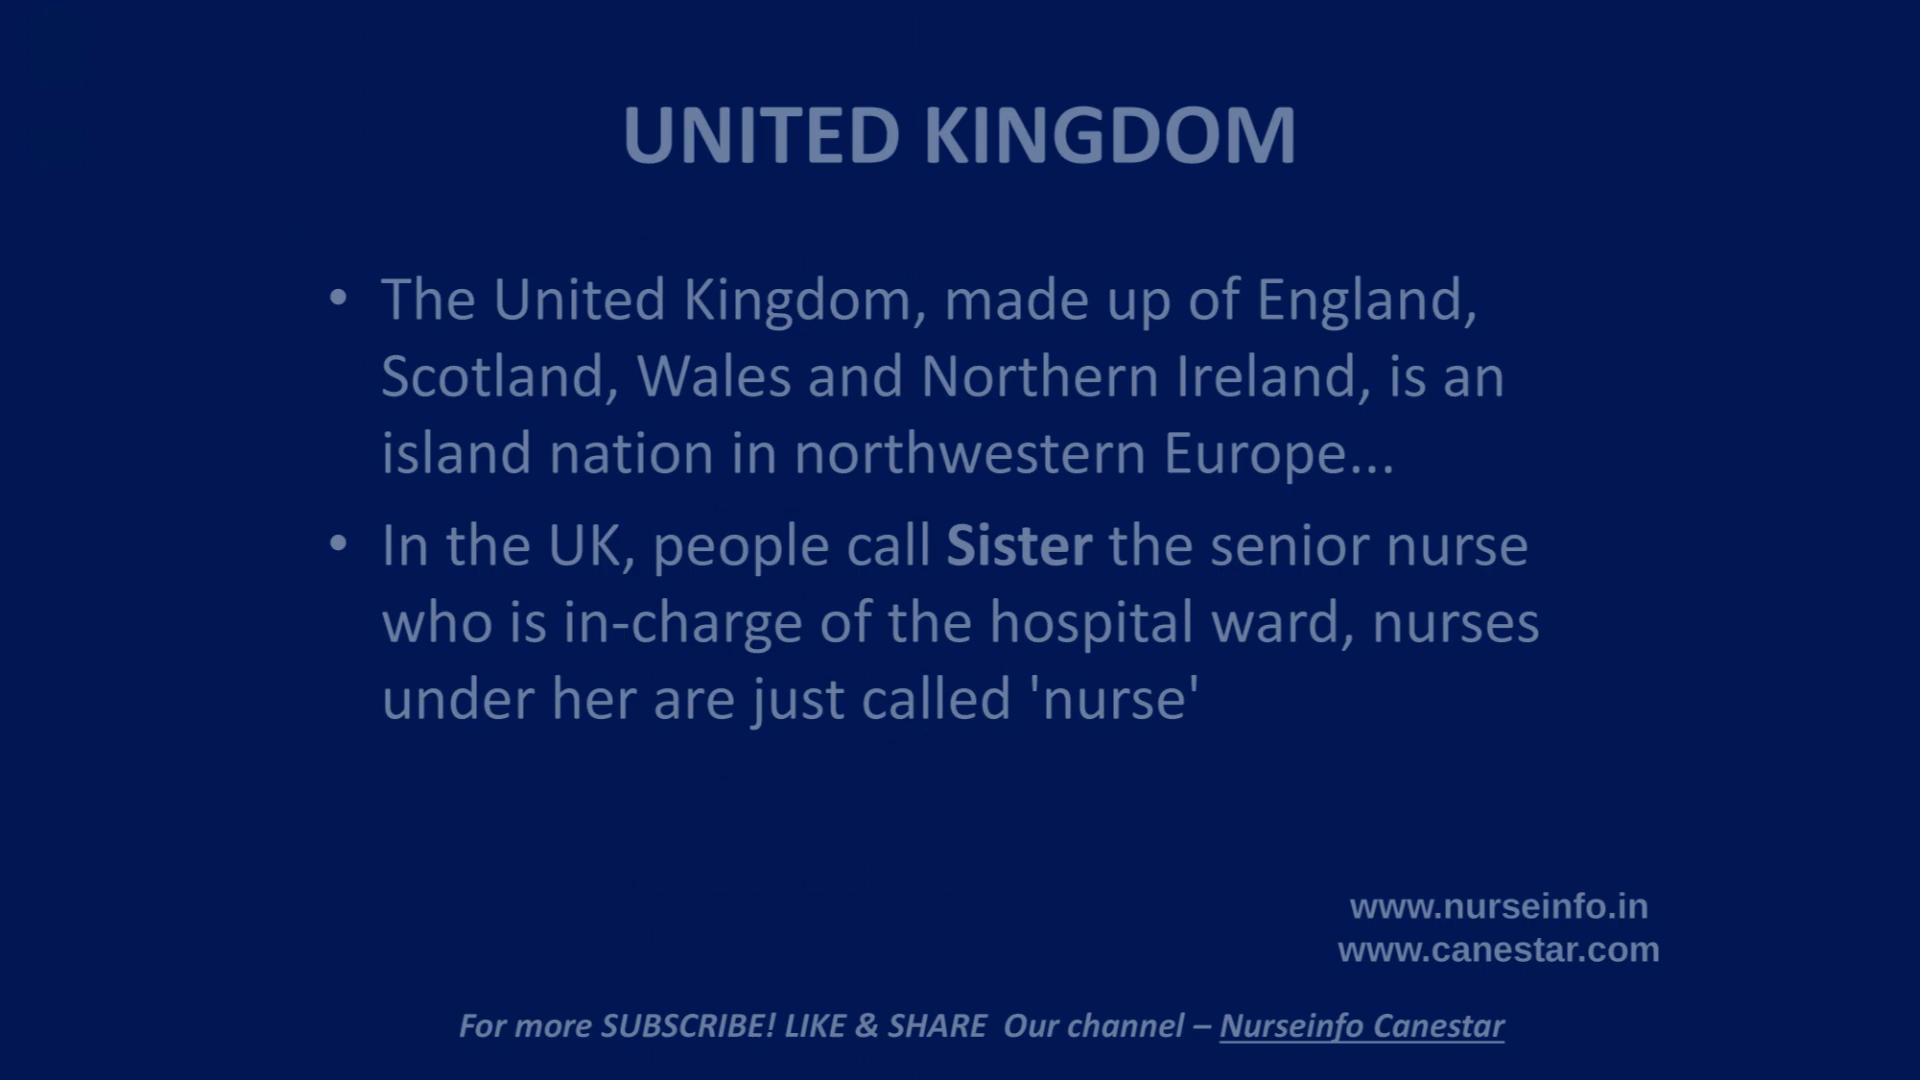 UNITED KINGDOM
• The United Kingdom, made up of England,
Scotland, Wales and Northern Ireland, is an
island nation in northwestern Europe...
• In the UK, people call Sister the senior nurse
who is in-charge of the hospital ward, nurses
under her are just called 'nurse'
www.nurseinfo.in
www.canestar.com
For more SUBSCRIBE! LIKE & SHARE Our channel – Nurseinfo Canestar